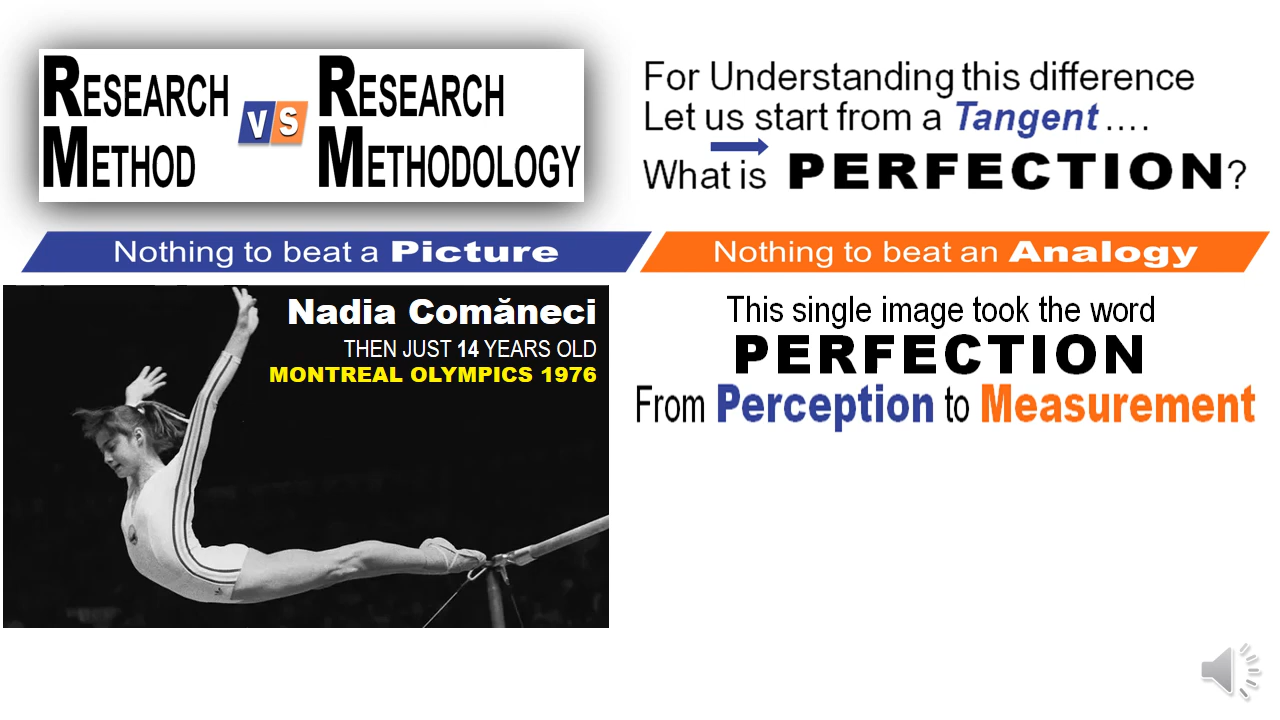 RESEARCH METHOD
VS
RESEARCH METHODOLOGY
For Understanding this difference
Let us start from a Tangent ....
What is PERFECTION?
Nothing to beat a Picture
Nothing to beat an Analogy
Nadia Comăneci
THEN JUST 14 YEARS OLD
MONTREAL OLYMPICS 1976
This single image took the word
PERFECTION
From Perception to Measurement